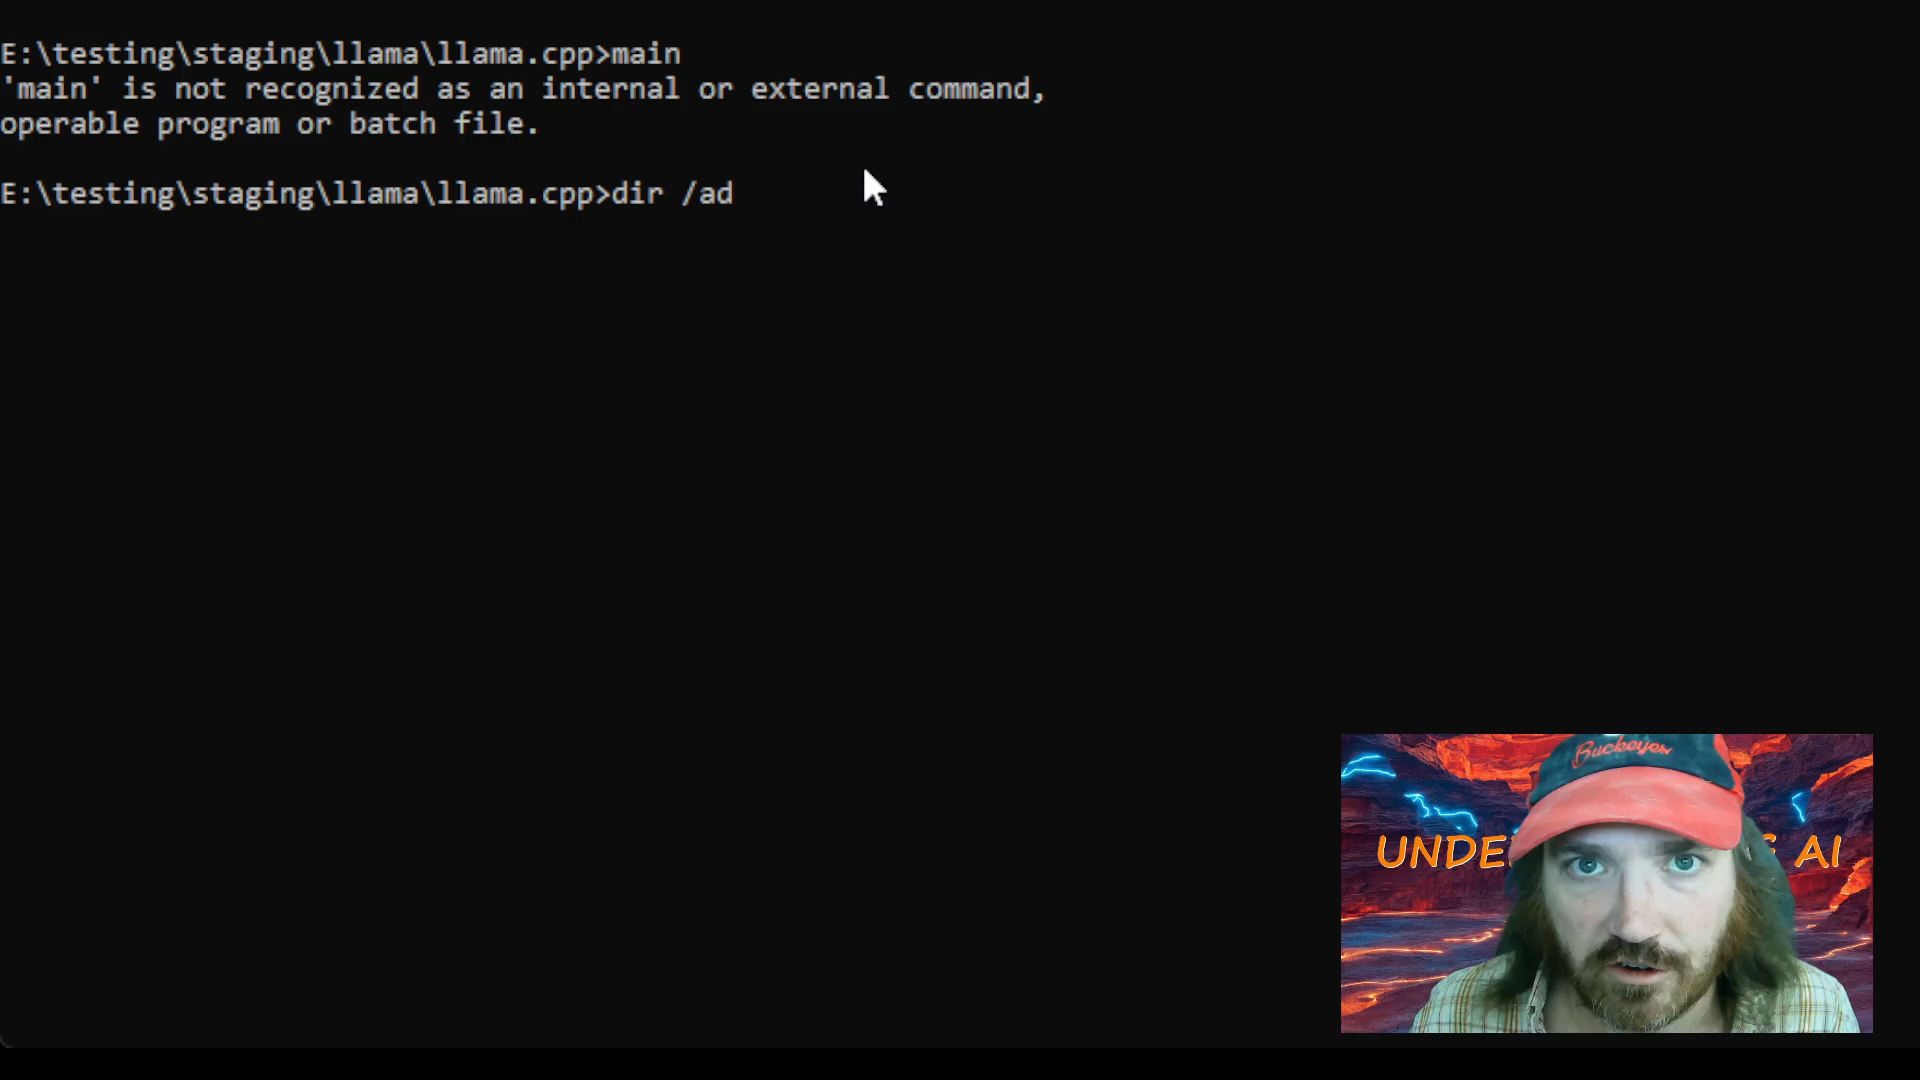 E:\testing\staging\llama\llama.cpp>main
'main' is not recognized as an internal or external command,
operable program or batch file.
E:\testing\staging\llama\llama.cpp>dir /ad
Buckeyes
UNDE
AI